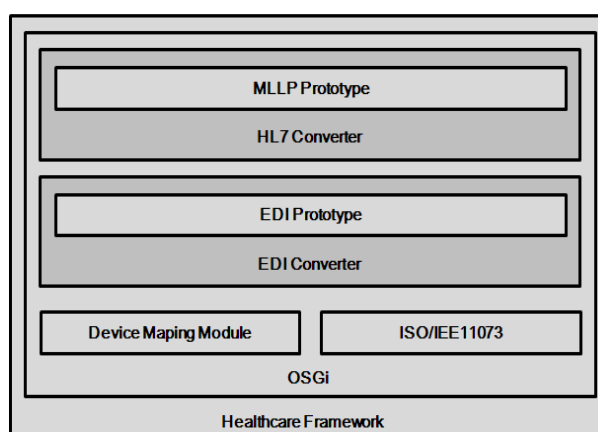 MLLP Prototype
HL7 Converter
EDI Prototype
EDI Converter
Device Maping Module
ISO/IEE11073
OSGi
Healthcare Framework